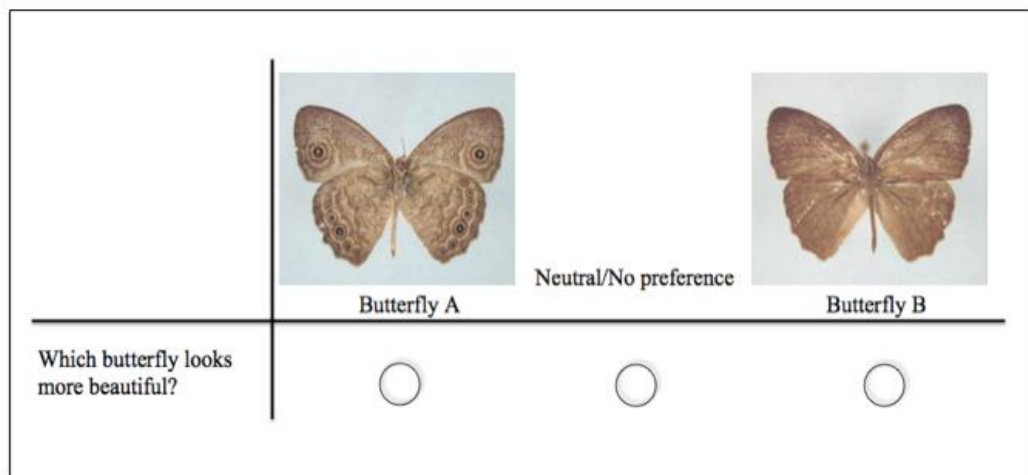 Neutral/No preference
Butterfly A
Butterfly B
Which butterfly looks
more beautiful?